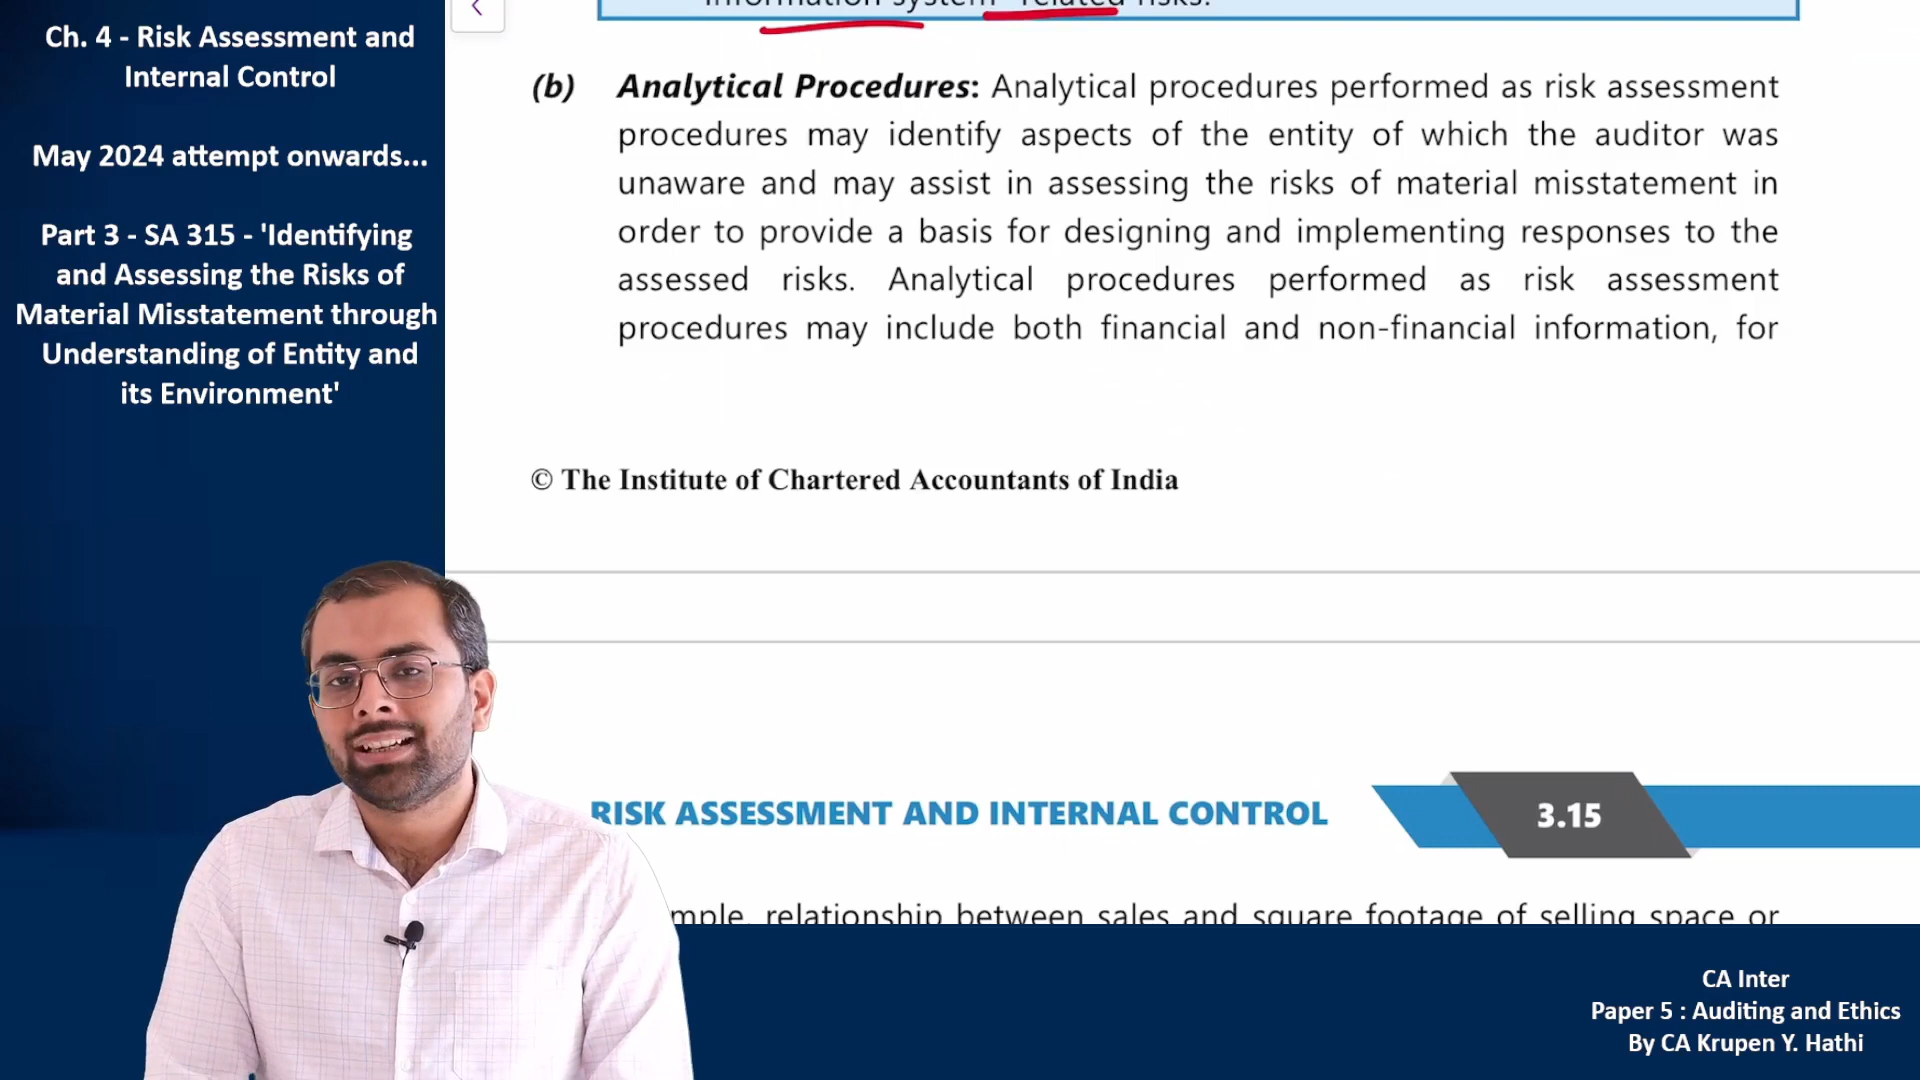 Ch. 4 - Risk Assessment and
Internal Control
May 2024 attempt onwards...
Part 3 - SA 315 - 'Identifying
and Assessing the Risks of
Material Misstatement through
Understanding of Entity and
its Environment'
information system- related risks.
(b) Analytical Procedures: Analytical procedures performed as risk assessment
procedures may identify aspects of the entity of which the auditor was
unaware and may assist in assessing the risks of material misstatement in
order to provide a basis for designing and implementing responses to the
assessed risks. Analytical procedures performed as risk assessment
procedures may include both financial and non-financial information, for
© The Institute of Chartered Accountants of India
RISK ASSESSMENT AND INTERNAL CONTROL
3.15
mple, relationship between sales and square footage of selling space or
CA Inter
Paper 5 : Auditing and Ethics
By CA Krupen Y. Hathi